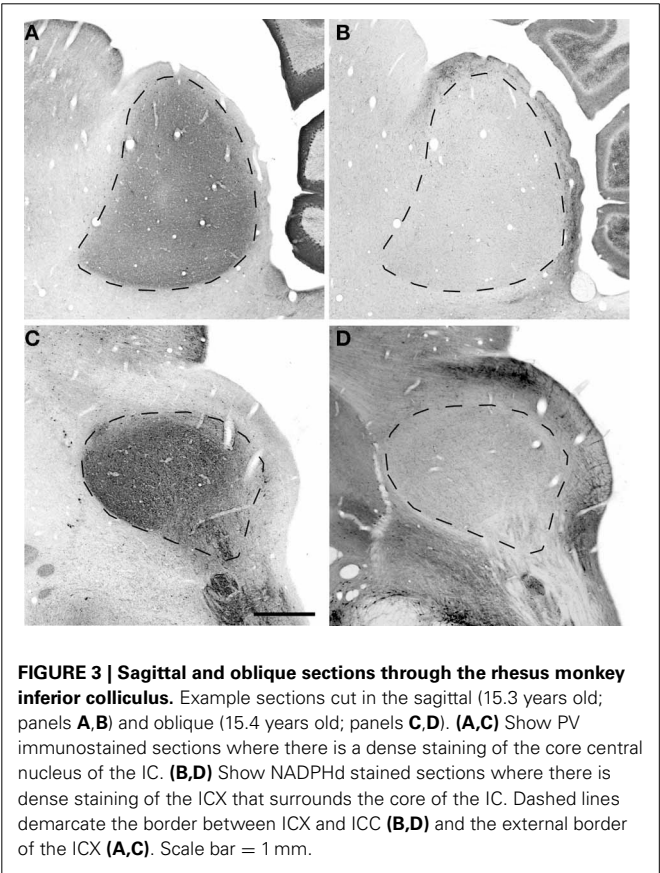 A
B
C
D
FIGURE 3 | Sagittal and oblique sections through the rhesus monkey
inferior colliculus. Example sections cut in the sagittal (15.3 years old;
panels A,B) and oblique (15.4 years old; panels C,D). (A,C) Show PV
immunostained sections where there is a dense staining of the core central
nucleus of the IC. (B,D) Show NADPHd stained sections where there is
dense staining of the ICX that surrounds the core of the IC. Dashed lines
demarcate the border between ICX and ICC (B,D) and the external border
of the ICX (A,C). Scale bar = 1 mm.